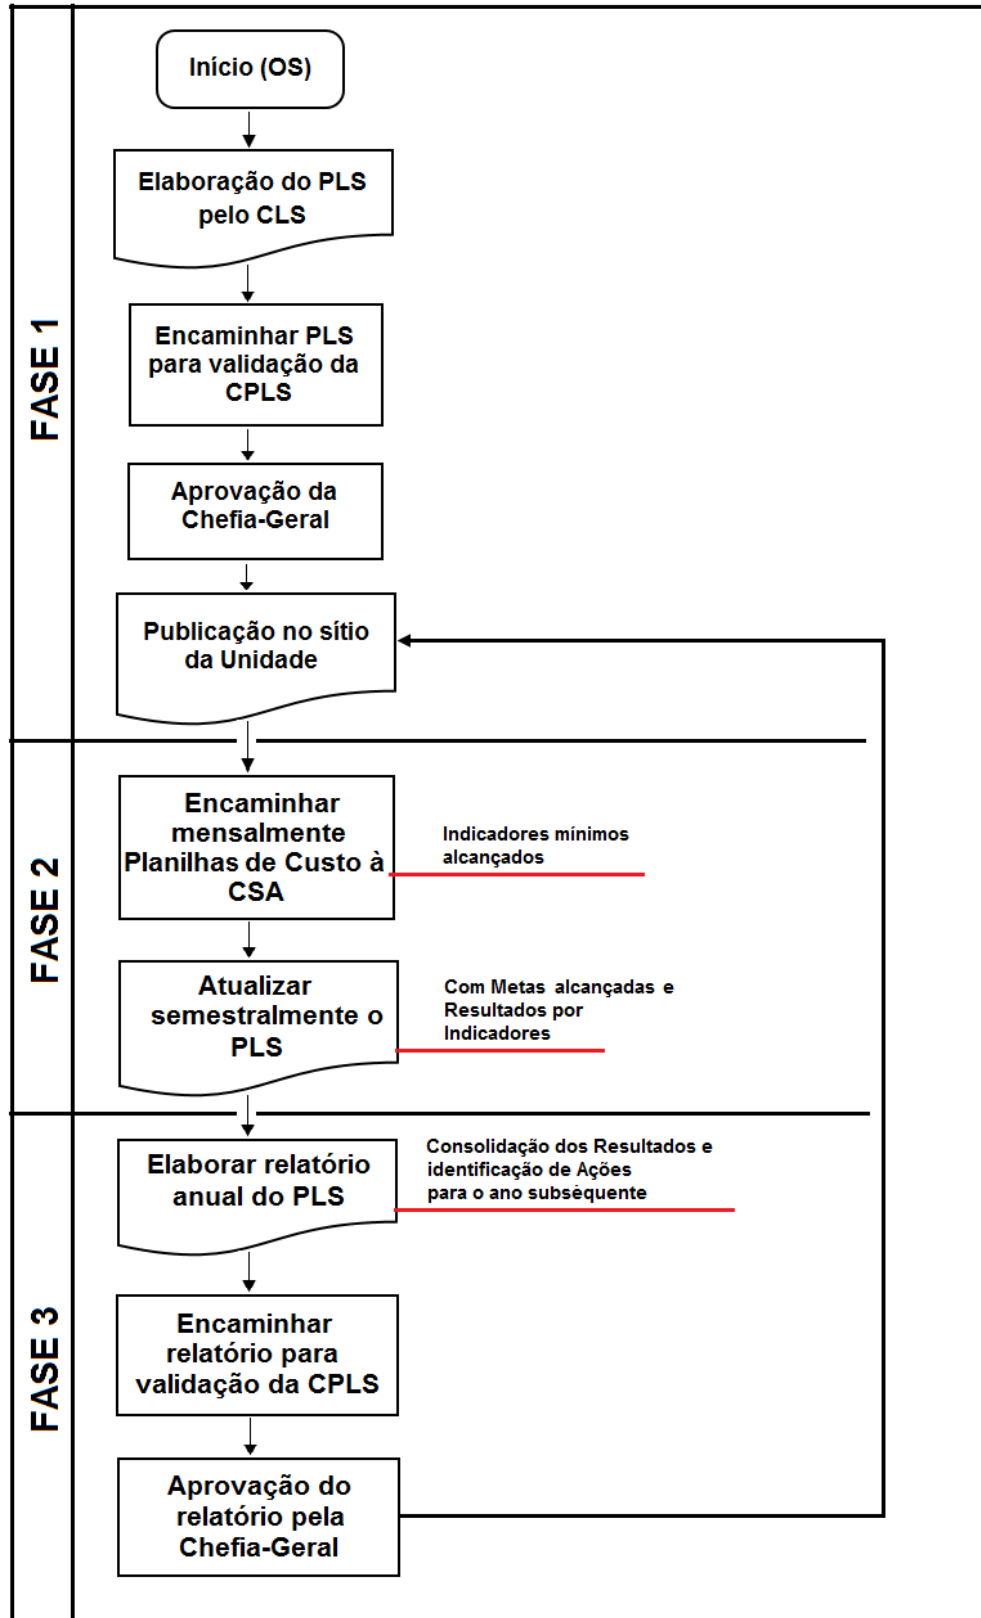 FASE 1
Início (OS)
Elaboração do PLS
pelo CLS
Encaminhar PLS
para validação da
CPLS
Aprovação da
Chefia-Geral
Publicação no sítio
da Unidade
FASE 2
Encaminhar
mensalmente
Planilhas de Custo à
CSA
Indicadores mínimos
alcançados
Atualizar
semestralmente o
PLS
Com Metas alcançadas e
Resultados por
Indicadores
FASE 3
Elaborar relatório
anual do PLS
Consolidação dos Resultados e
identificação de Ações
para o ano subséquente
Encaminhar
relatório para
validação da CPLS
Aprovação do
relatório pela
Chefia-Geral